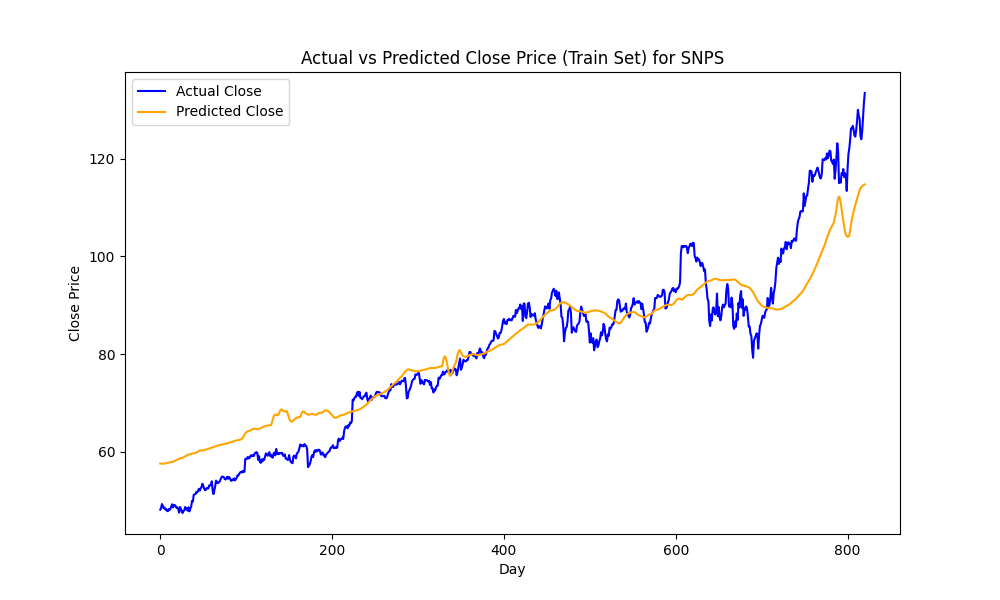 Actual vs Predicted Close Price (Train Set) for SNPS
Actual Close
Predicted Close
120
100
80
60
Close Price
0 200 400 600 800
Day